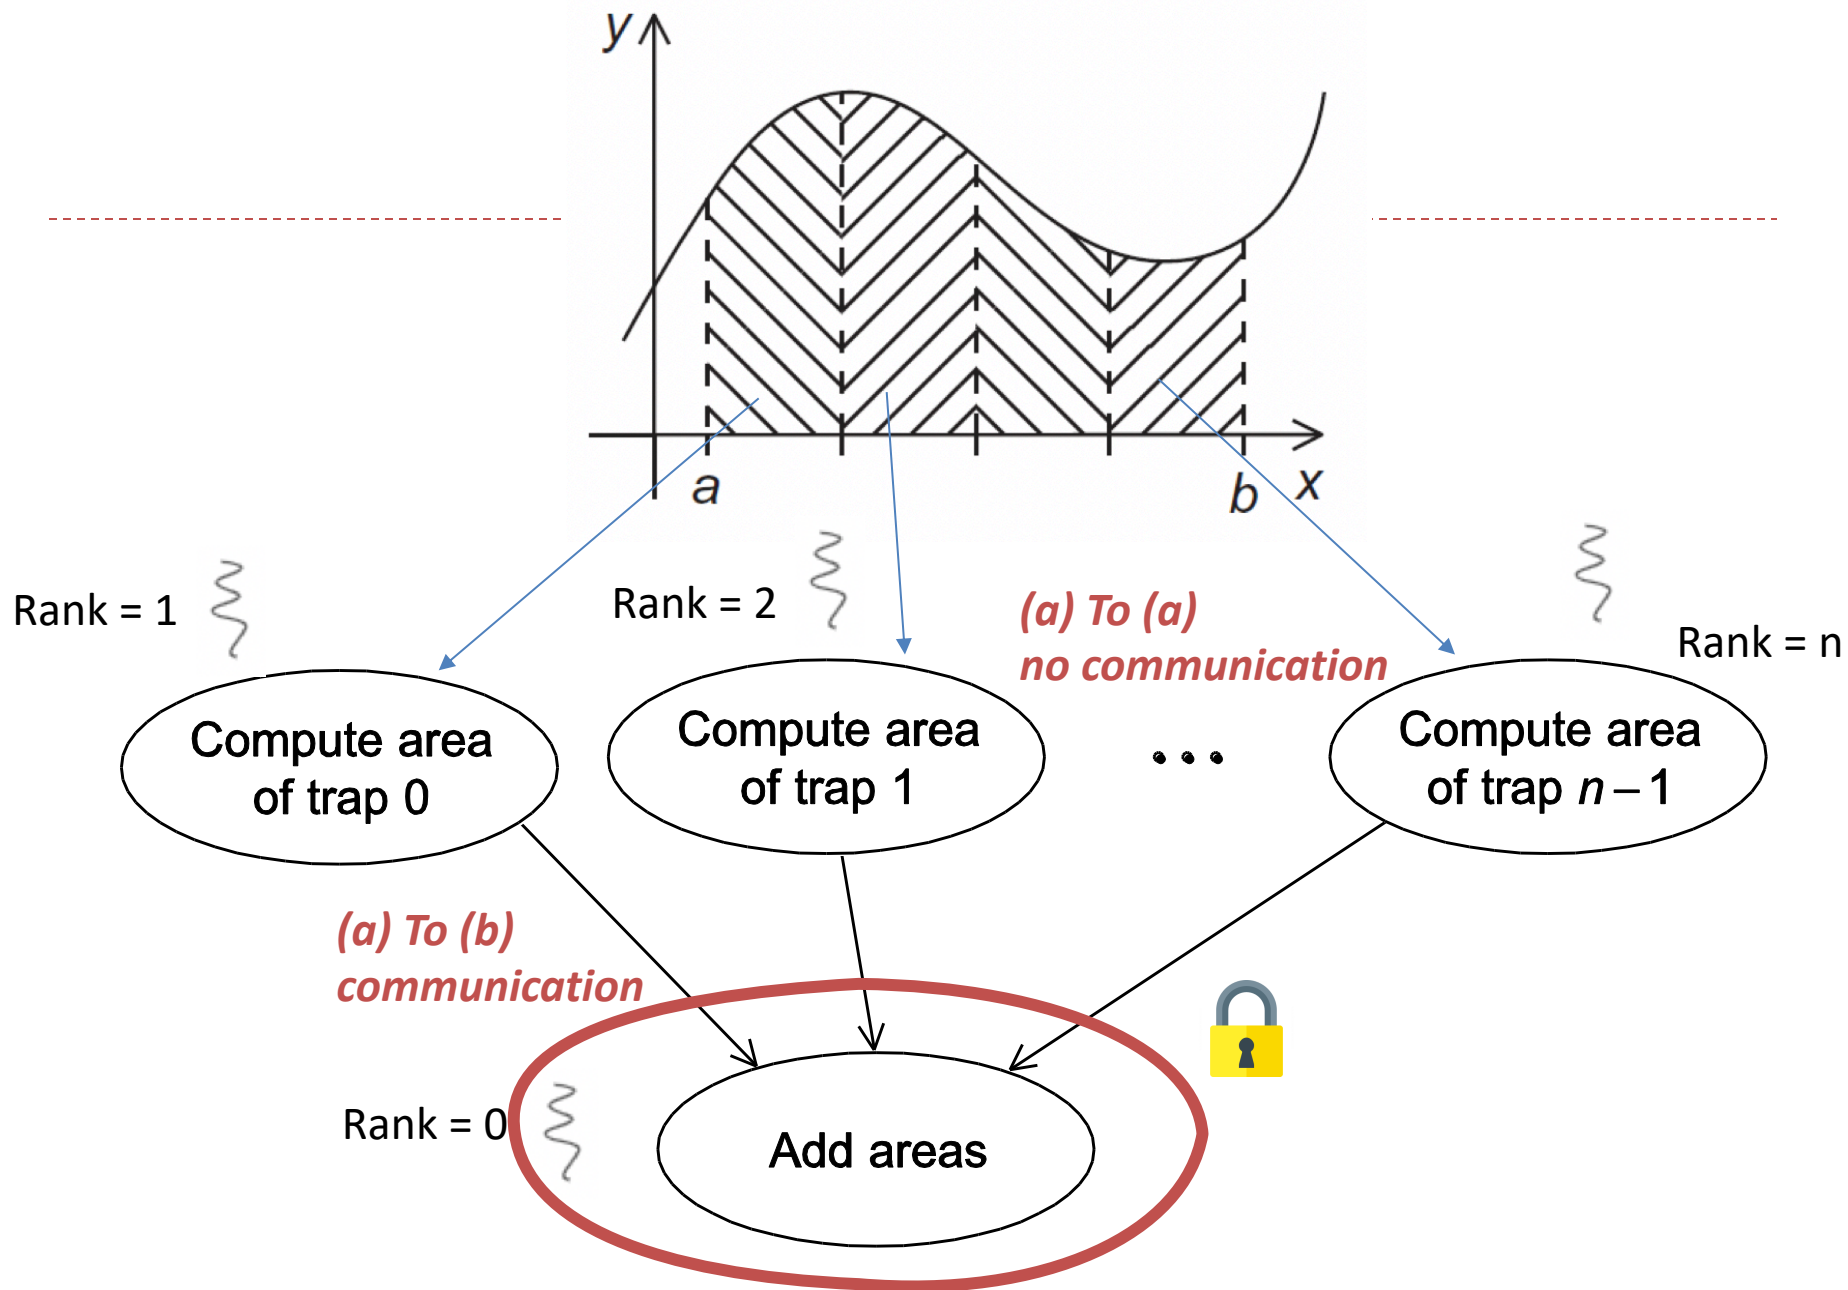 y
a
b
x
Rank = 1
Rank = 2
(a) To (a)
no communication
Rank = n
Compute area
of trap 0
Compute area
of trap 1
• • •
Compute area
of trap n – 1
(a) To (b)
communication
Rank = 0
Add areas